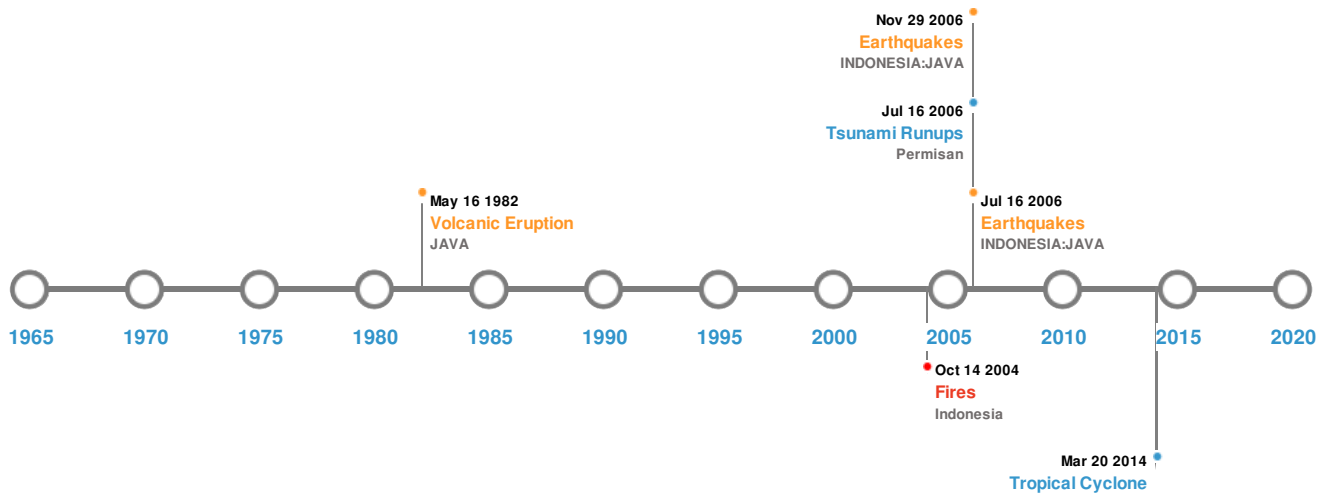 Nov 29 2006
Earthquakes
INDONESIA:JAVA
Jul 16 2006
Tsunami Runups
Permisan
May 16 1982
Volcanic Eruption
JAVA
Jul 16 2006
Earthquakes
INDONESIA:JAVA
1965 1970 1975 1980 1985 1990 1995 2000 2005 2010 2015 2020
Oct 14 2004
Fires
Indonesia
Mar 20 2014
Tropical Cyclone